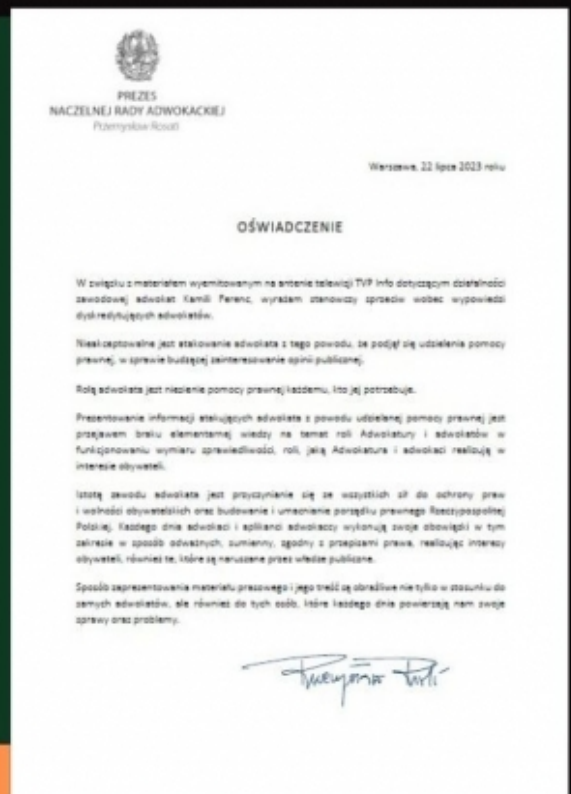 PREZES
NACZELNEJ RADY ADWOKACKIEJ
Przemysław Rosati
Warszawa, 22 lipca 2023 roku
OŚWIADCZENIE
W związku z materiałem wyemitowanym na antenie telewizji TVP Info dotyczącym działalności
zawodowej adwokat Kamili Ferenc, wyrażam stanowczy sprzeciw wobec wypowiedzi
dyskredytujących adwokatów.
Nieakceptowalne jest atakowanie adwokata z tego powodu, że podjął się udzielenia pomocy
prawnej, w sprawie budzącej zainteresowanie opinii publicznej.
Rolą adwokata jest niesienie pomocy prawnej każdemu, kto jej potrzebuje.
Prezentowanie informacji atakujących adwokata z powodu udzielanej pomocy prawnej jest
przejawem braku elementarnej wiedzy na temat roli Adwokatury i adwokatów w
funkcjonowaniu wymiaru sprawiedliwości, roli, jaką Adwokatura i adwokaci realizują w
interesie obywateli.
Istotą zawodu adwokata jest przyczynianie się ze wszystkich sił do ochrony praw
i wolności obywatelskich oraz budowanie i umacnianie porządku prawnego Rzeczypospolitej
Polskiej. Każdego dnia adwokaci i aplikanci adwokaccy wykonują swoje obowiązki w tym
zakresie w sposób odważny, sumienny, zgodny z przepisami prawa, realizując interesy
obywateli, również te, które są naruszane przez władze publiczne.
Sposób zaprezentowania materiału prasowego i jego treść są obraźliwe nie tylko w stosunku do
samych adwokatów, ale również do tych osób, które każdego dnia powierzają nam swoje
sprawy oraz problemy.